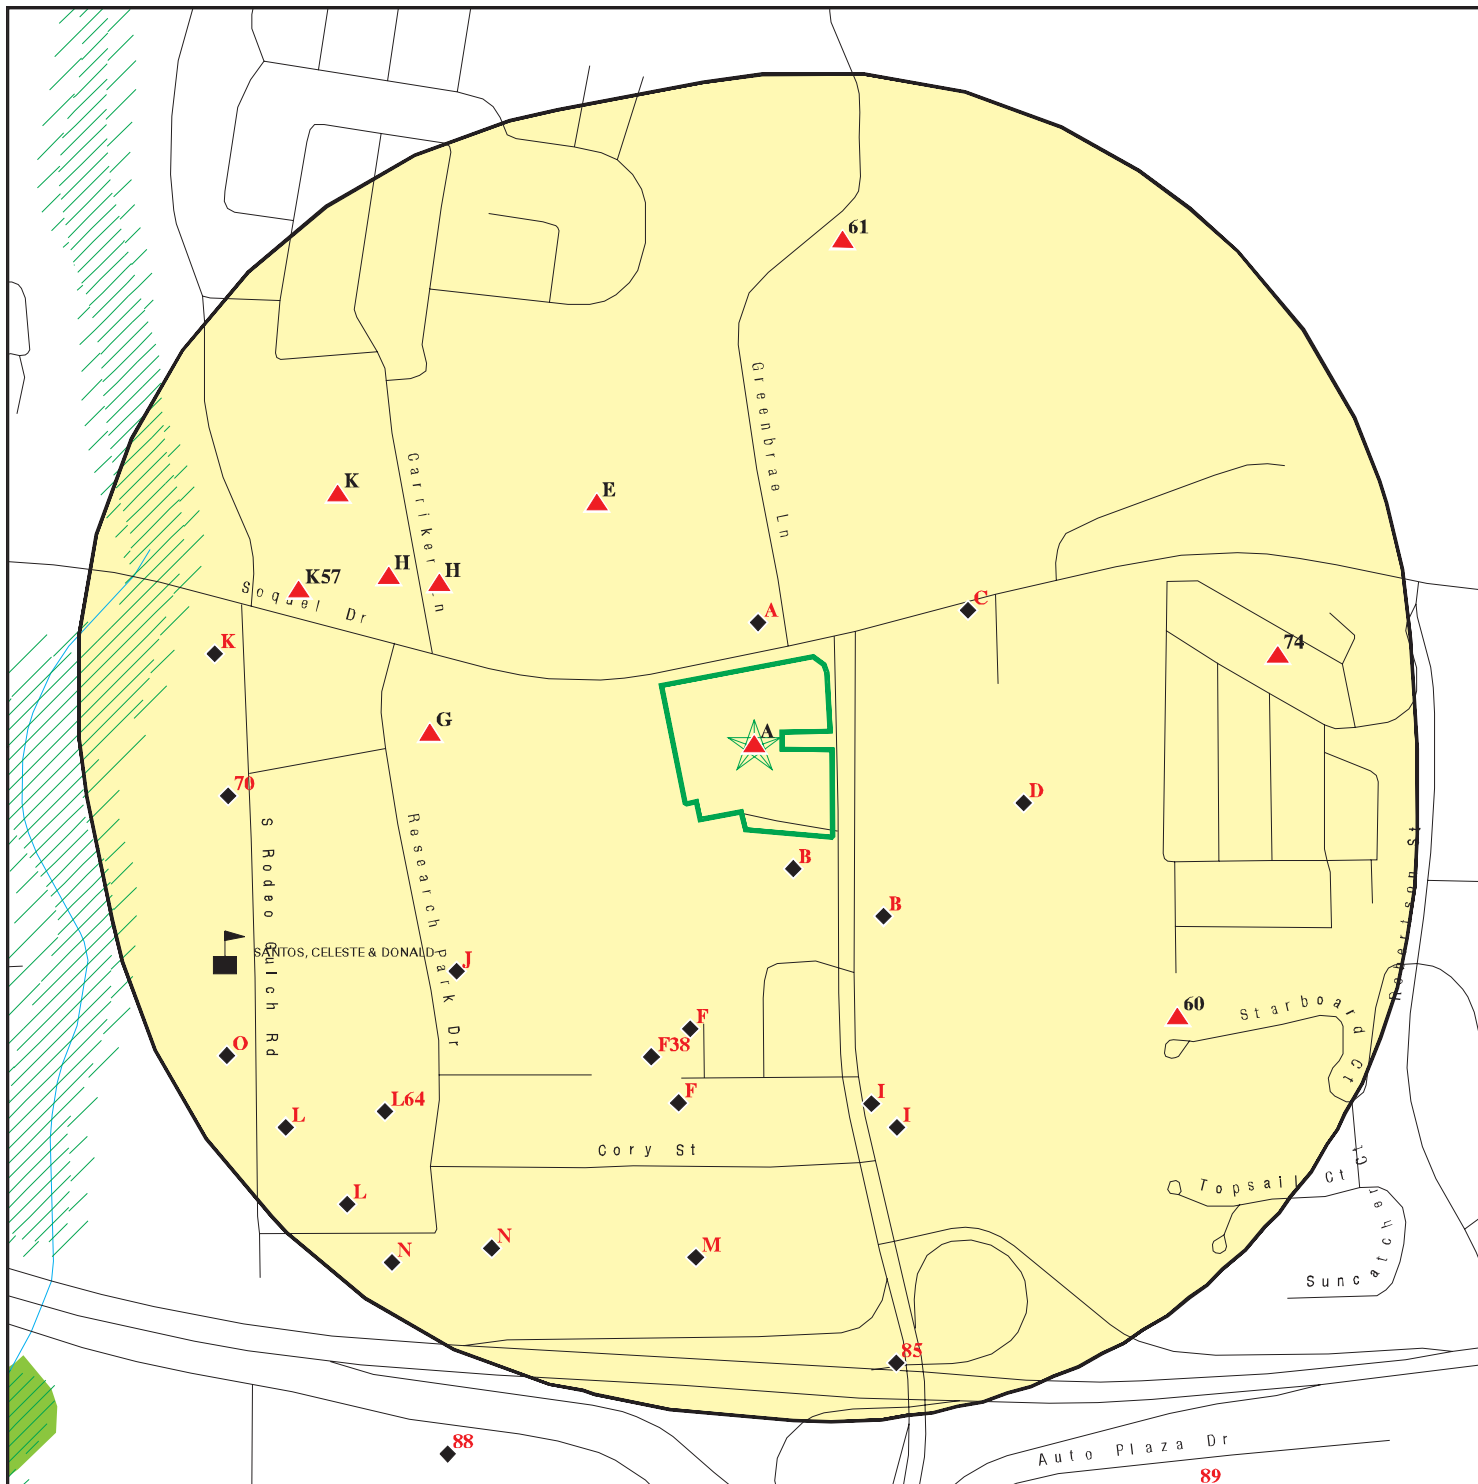 61
Greenbrae Ln
Carriker Ln
K
E
H
H
K57
Soquel Dr
A
C
K
74
G
A
70
D
S Rodeo Gulch Rd
Research Park Dr
B
B
Robertson St
SANTOS, CELESTE & DONALD
J
60
Starboard Ct
F
F38
O
F
L64
I
L
I
Cory St
Topsail Ct
Suncatcher Ct
L
N
N
M
85
88
Auto Plaza Dr
89